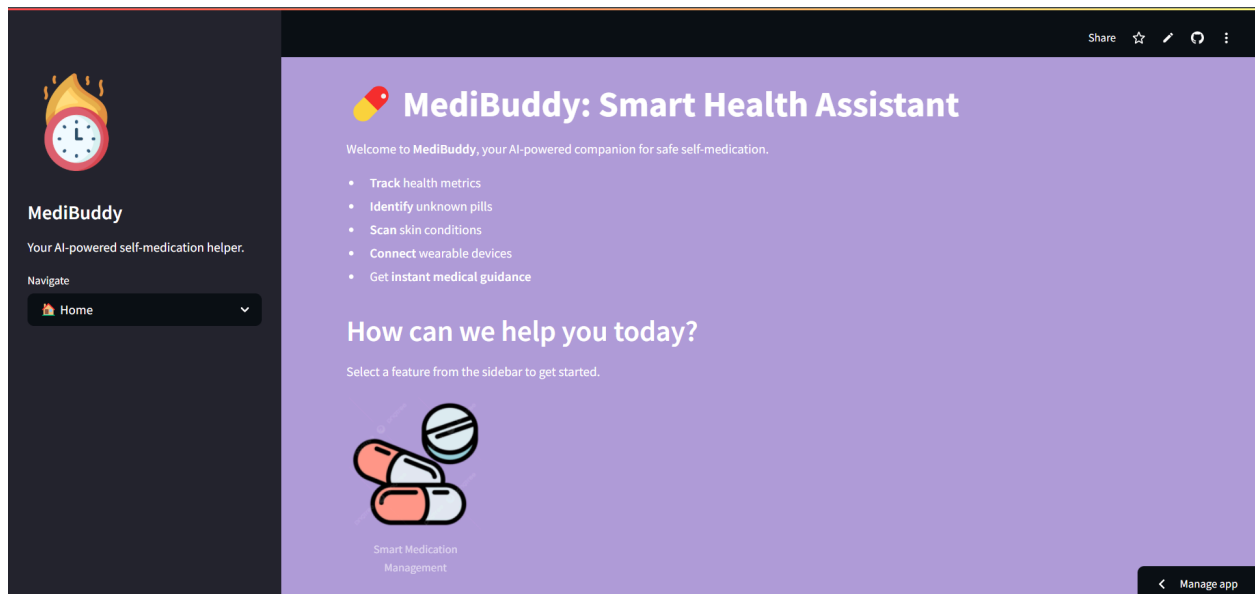 Share
MediBuddy
Your AI-powered self-medication helper.
Navigate
Home
MediBuddy: Smart Health Assistant
Welcome to MediBuddy, your AI-powered companion for safe self-medication.
Track health metrics
Identify unknown pills
Scan skin conditions
Connect wearable devices
Get instant medical guidance
How can we help you today?
Select a feature from the sidebar to get started.
Smart Medication
Management
Manage app